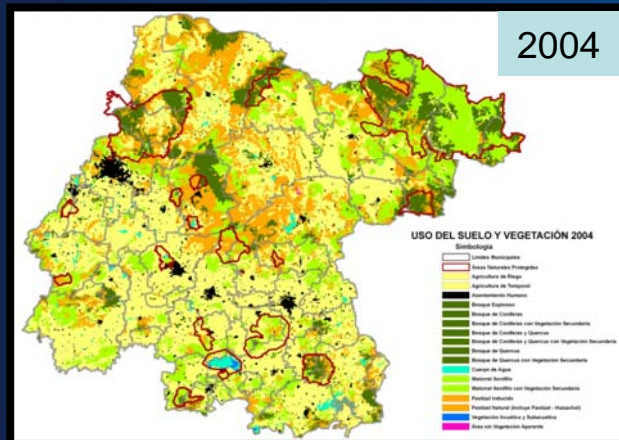 2004
USO DEL SUELO Y VEGETACIÓN 2004
Simbología
Límites Municipales
Áreas Naturales Protegidas
Agricultura de Riego
Agricultura de Temporal
Asentamiento Humano
Bosque Espinoso
Bosque de Coníferas
Bosque de Coníferas con Vegetación Secundaria
Bosque de Coníferas y Quercus
Bosque de Coníferas y Quercus con Vegetación Secundaria
Bosque de Quercus
Bosque de Quercus con Vegetación Secundaria
Cuerpo de Agua
Matorral Xerófilo
Matorral Xerófilo con Vegetación Secundaria
Pastizal Inducido
Pastizal Natural (Incluye Pastizal - Huizachal)
Vegetación Acuática y Subacuática
Área sin Vegetación Aparente